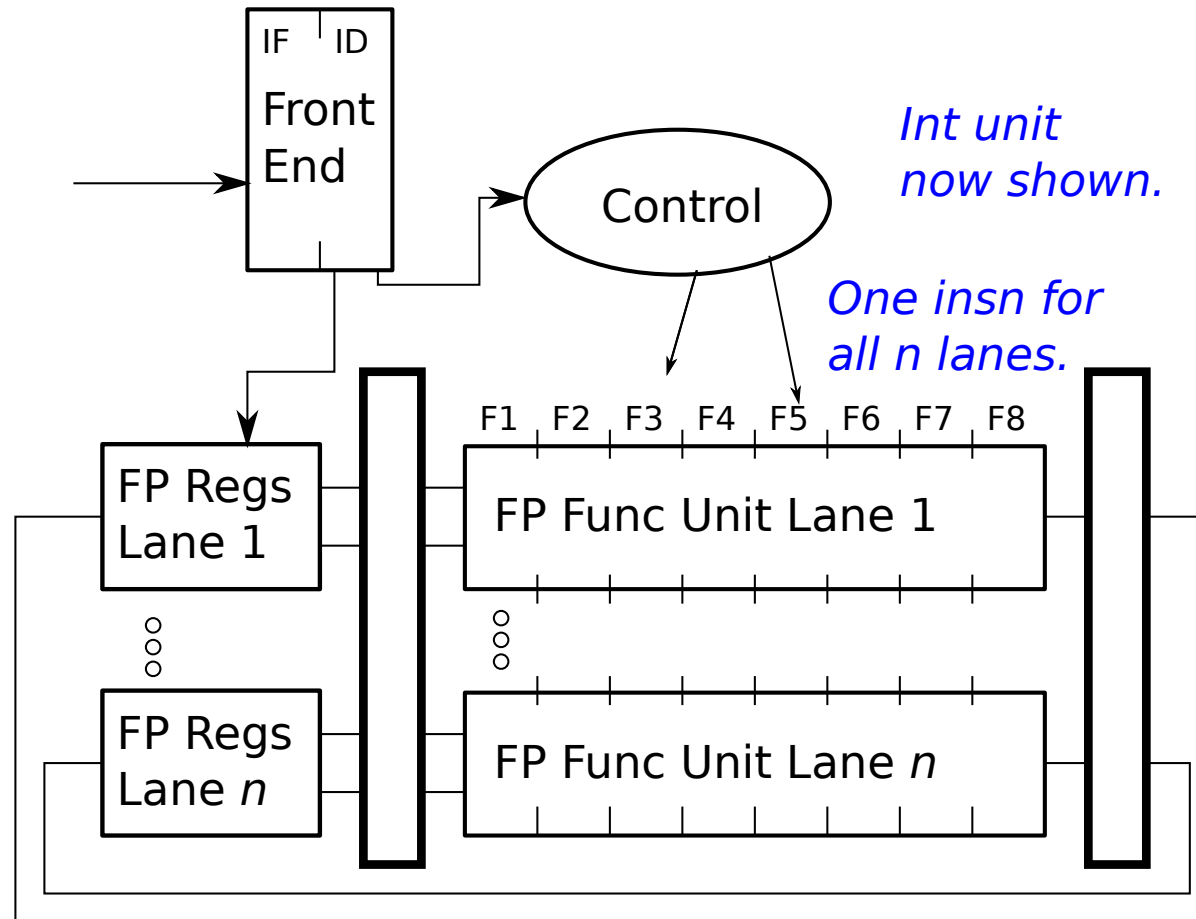 IF ID
Front
End
Int unit
now shown.
Control
One insn for
all n lanes.
F1 F2 F3 F4 F5 F6 F7 F8
FP Regs
Lane 1
FP Func Unit Lane 1
FP Regs
Lane n
FP Func Unit Lane n